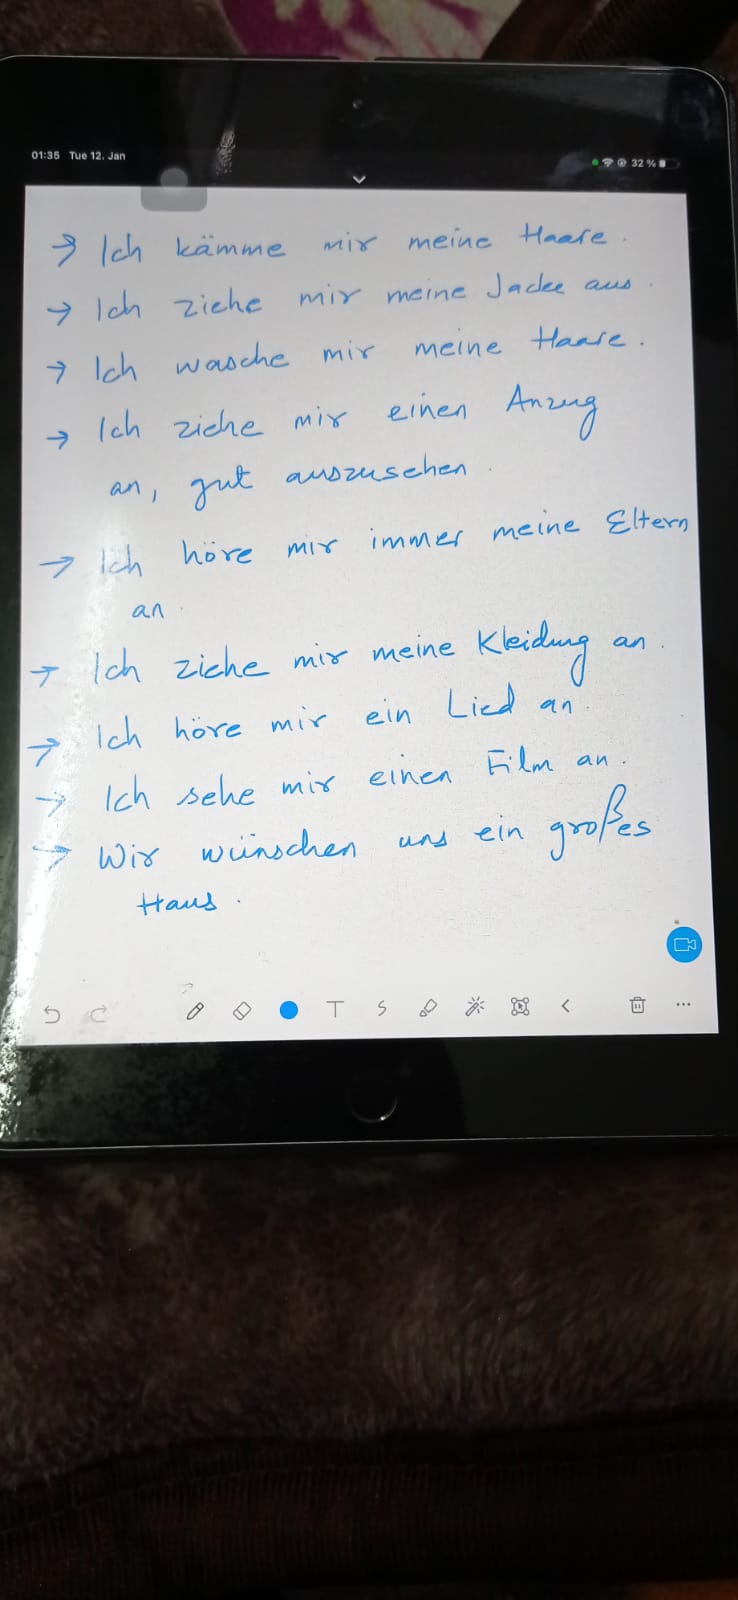 01:35 Tue 12. Jan
32 %
→ Ich kämme mir meine Haare.
→ Ich ziehe mir meine Jacke aus.
→ Ich wasche mir meine Haare.
→ Ich ziehe mir einen Anzug
an, gut auszusehen.
→ Ich höre mir immer meine Eltern
an.
→ Ich ziehe mir meine Kleidung an.
→ Ich höre mir ein Lied an.
→ Ich sehe mir einen Film an.
→ Wir wünschen uns ein großes
Haus.
T